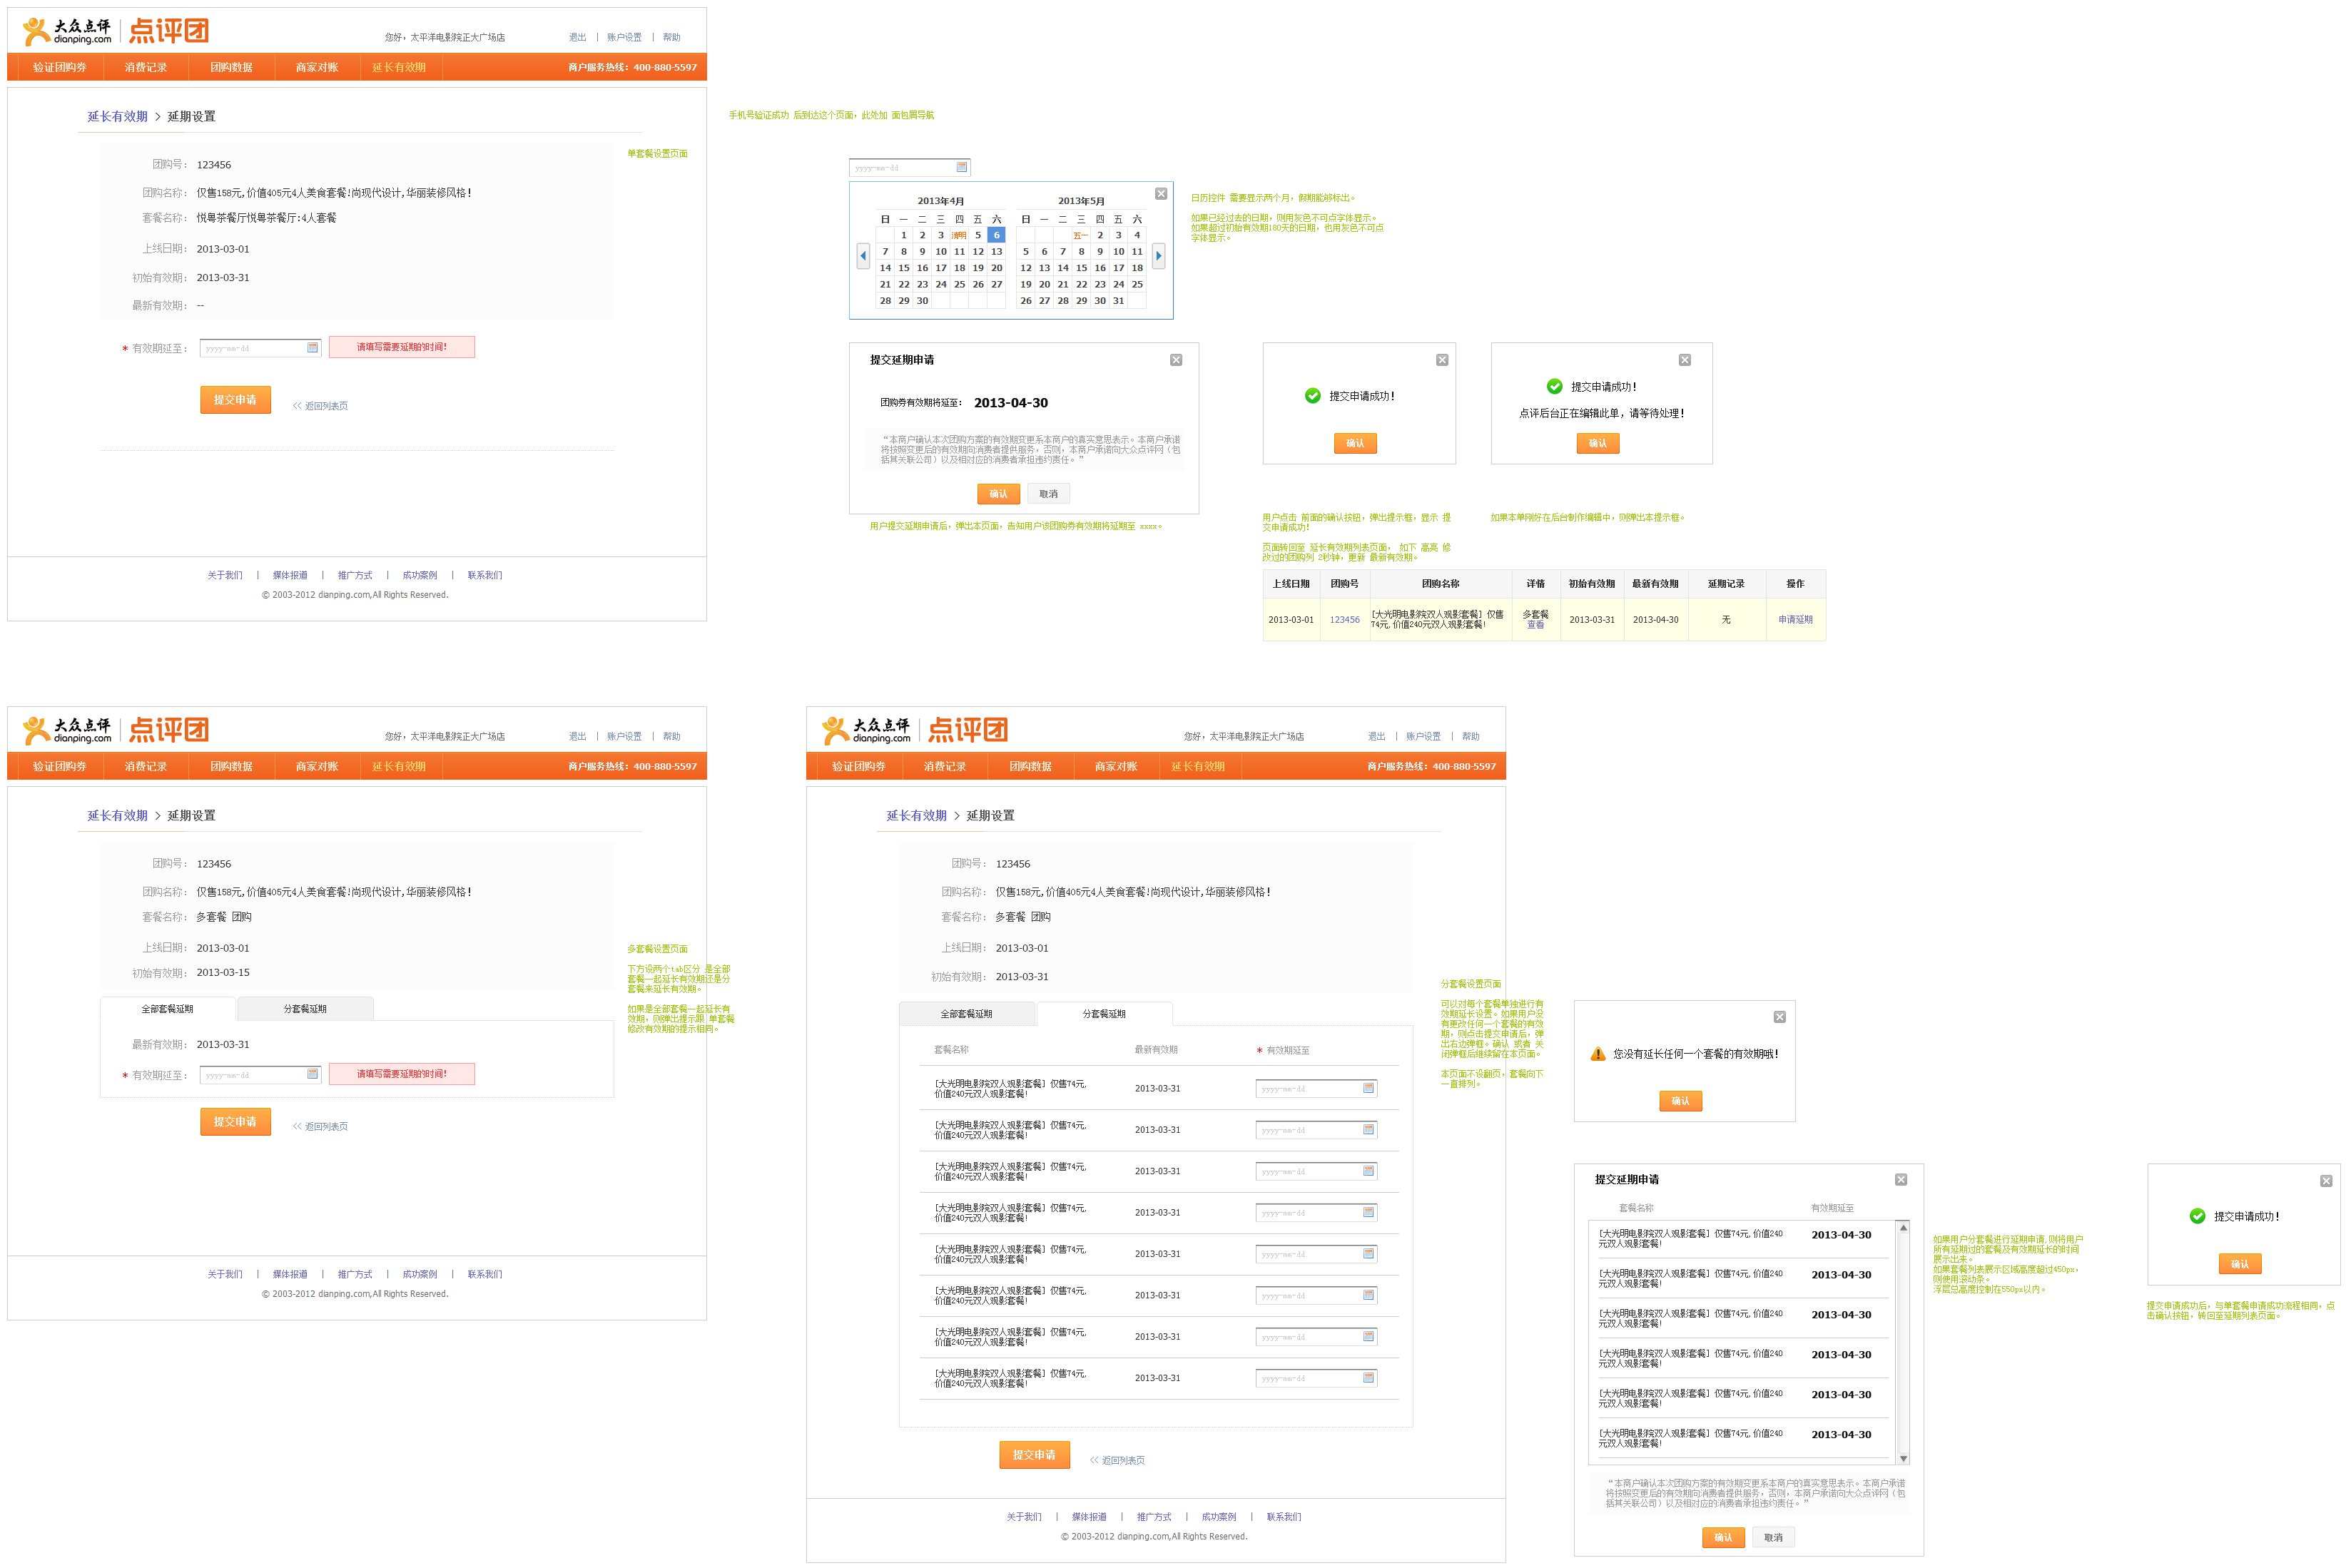 大众点评
dianping.com
点评团
您好，太平洋电影院正大广场店
退出 | 账户设置 | 帮助
验证团购券 消费记录 团购数据 商家对账 延长有效期 商户服务热线：400-880-5597
延长有效期 > 延期设置
团购号： 123456
团购名称： 仅售158元,价值405元4人美食套餐!尚现代设计,华丽装修风格!
套餐名称： 悦粤茶餐厅悦粤茶餐厅:4人套餐
上线日期： 2013-03-01
初始有效期： 2013-03-31
最新有效期： --
* 有效期延至： yyyy-mm-dd 请填写需要延期的时间!
提交申请 << 返回列表页
关于我们 | 媒体报道 | 推广方式 | 成功案例 | 联系我们
© 2003-2012 dianping.com,All Rights Reserved.
单套餐设置页面
手机号验证成功 后到达这个页面，此处加 面包屑导航
yyyy-mm-dd
2013年4月 2013年5月
日 一 二 三 四 五 六 日 一 二 三 四 五 六
1 2 3 清明 5 6 五一 2 3 4
7 8 9 10 11 12 13 5 6 7 8 9 10 11
14 15 16 17 18 19 20 12 13 14 15 16 17 18
21 22 23 24 25 26 27 19 20 21 22 23 24 25
28 29 30 26 27 28 29 30 31
日历控件 需要显示两个月，假期能够标出。
如果已经过去的日期，则用灰色不可点字体显示。
如果超过初始有效期180天的日期，也用灰色不可点
字体显示。
提交延期申请
团购券有效期将延至： 2013-04-30
“本商户确认本次团购方案的有效期变更系本商户的真实意思表示。本商户承诺
将按照变更后的有效期向消费者提供服务，否则，本商户承诺向大众点评网（包
括其关联公司）以及相对应的消费者承担违约责任。”
确认 取消
用户提交延期申请后，弹出本页面，告知用户该团购券有效期将延期至 xxxx。
提交申请成功!
确认
用户点击 前面的确认按钮，弹出提示框，显示 提
交申请成功!
页面转回至 延长有效期列表页面， 如下 高亮 修
改过的团购列 2秒钟，更新 最新有效期。
提交申请成功!
点评后台正在编辑此单，请等待处理!
确认
如果本单刚好在后台制作编辑中，则弹出本提示框。
上线日期 团购号 团购名称 详情 初始有效期 最新有效期 延期记录 操作
2013-03-01 123456 [大光明电影院双人观影套餐] 仅售 多套餐 2013-03-31 2013-04-30 无 申请延期
74元,价值240元双人观影套餐! 查看
大众点评
dianping.com
点评团
您好，太平洋电影院正大广场店
退出 | 账户设置 | 帮助
验证团购券 消费记录 团购数据 商家对账 延长有效期 商户服务热线：400-880-5597
延长有效期 > 延期设置
团购号： 123456
团购名称： 仅售158元,价值405元4人美食套餐!尚现代设计,华丽装修风格!
套餐名称： 多套餐 团购
上线日期： 2013-03-01
初始有效期： 2013-03-15
全部套餐延期 分套餐延期
最新有效期： 2013-03-31
* 有效期延至： yyyy-mm-dd 请填写需要延期的时间!
提交申请 << 返回列表页
关于我们 | 媒体报道 | 推广方式 | 成功案例 | 联系我们
© 2003-2012 dianping.com,All Rights Reserved.
多套餐设置页面
下方设两个tab区分 是全部
套餐一起延长有效期还是分
套餐来延长有效期。
如果是全部套餐一起延长有
效期，则弹出提示跟 单套餐
修改有效期的提示相同。
大众点评
dianping.com
点评团
您好，太平洋电影院正大广场店
退出 | 账户设置 | 帮助
验证团购券 消费记录 团购数据 商家对账 延长有效期 商户服务热线：400-880-5597
延长有效期 > 延期设置
团购号： 123456
团购名称： 仅售158元,价值405元4人美食套餐!尚现代设计,华丽装修风格!
套餐名称： 多套餐 团购
上线日期： 2013-03-01
初始有效期： 2013-03-31
全部套餐延期 分套餐延期
套餐名称 最新有效期 * 有效期延至
[大光明电影院双人观影套餐] 仅售74元, 2013-03-31 yyyy-mm-dd
价值240元双人观影套餐!
[大光明电影院双人观影套餐] 仅售74元, 2013-03-31 yyyy-mm-dd
价值240元双人观影套餐!
[大光明电影院双人观影套餐] 仅售74元, 2013-03-31 yyyy-mm-dd
价值240元双人观影套餐!
[大光明电影院双人观影套餐] 仅售74元, 2013-03-31 yyyy-mm-dd
价值240元双人观影套餐!
[大光明电影院双人观影套餐] 仅售74元, 2013-03-31 yyyy-mm-dd
价值240元双人观影套餐!
[大光明电影院双人观影套餐] 仅售74元, 2013-03-31 yyyy-mm-dd
价值240元双人观影套餐!
[大光明电影院双人观影套餐] 仅售74元, 2013-03-31 yyyy-mm-dd
价值240元双人观影套餐!
[大光明电影院双人观影套餐] 仅售74元, 2013-03-31 yyyy-mm-dd
价值240元双人观影套餐!
提交申请 << 返回列表页
关于我们 | 媒体报道 | 推广方式 | 成功案例 | 联系我们
© 2003-2012 dianping.com,All Rights Reserved.
分套餐设置页面
可以对每个套餐单独进行有
效期延长设置。如果用户没
有更改任何一个套餐的有效
期，则点击提交申请后，弹
出右边弹框。确认 或者 关
闭弹框后继续留在本页面。
本页面不设翻页，套餐向下
一直排列。
您没有延长任何一个套餐的有效期哦!
确认
提交延期申请
套餐名称 有效期延至
[大光明电影院双人观影套餐] 仅售74元,价值240 2013-04-30
元双人观影套餐!
[大光明电影院双人观影套餐] 仅售74元,价值240 2013-04-30
元双人观影套餐!
[大光明电影院双人观影套餐] 仅售74元,价值240 2013-04-30
元双人观影套餐!
[大光明电影院双人观影套餐] 仅售74元,价值240 2013-04-30
元双人观影套餐!
[大光明电影院双人观影套餐] 仅售74元,价值240 2013-04-30
元双人观影套餐!
[大光明电影院双人观影套餐] 仅售74元,价值240 2013-04-30
元双人观影套餐!
“本商户确认本次团购方案的有效期变更系本商户的真实意思表示。本商户承诺
将按照变更后的有效期向消费者提供服务，否则，本商户承诺向大众点评网（包
括其关联公司）以及相对应的消费者承担违约责任。”
确认 取消
如果用户分套餐进行延期申请,则将用户
所有延期过的套餐及有效期延长的时间
展示出来。
如果套餐列表展示区域高度超过450px，
则使用滚动条。
浮层总高度控制在550px以内。
提交申请成功!
确认
提交申请成功后，与单套餐申请成功流程相同，点
击确认按钮，转回至延期列表页面。